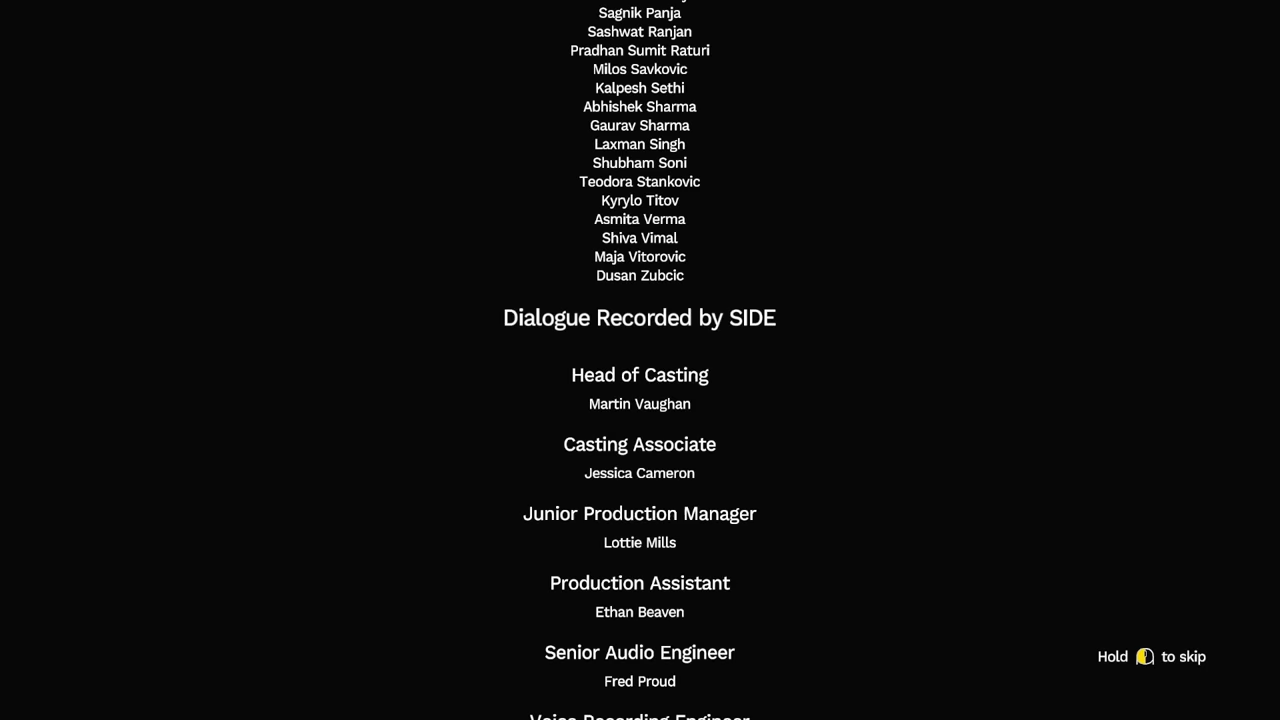 Sagnik Panja
Sashwat Ranjan
Pradhan Sumit Raturi
Milos Savkovic
Kalpesh Sethi
Abhishek Sharma
Gaurav Sharma
Laxman Singh
Shubham Soni
Teodora Stankovic
Kyrylo Titov
Asmita Verma
Shiva Vimal
Maja Vitorovic
Dusan Zubcic
Dialogue Recorded by SIDE
Head of Casting
Martin Vaughan
Casting Associate
Jessica Cameron
Junior Production Manager
Lottie Mills
Production Assistant
Ethan Beaven
Senior Audio Engineer
Fred Proud
Hold to skip
Voice Recording Engineer